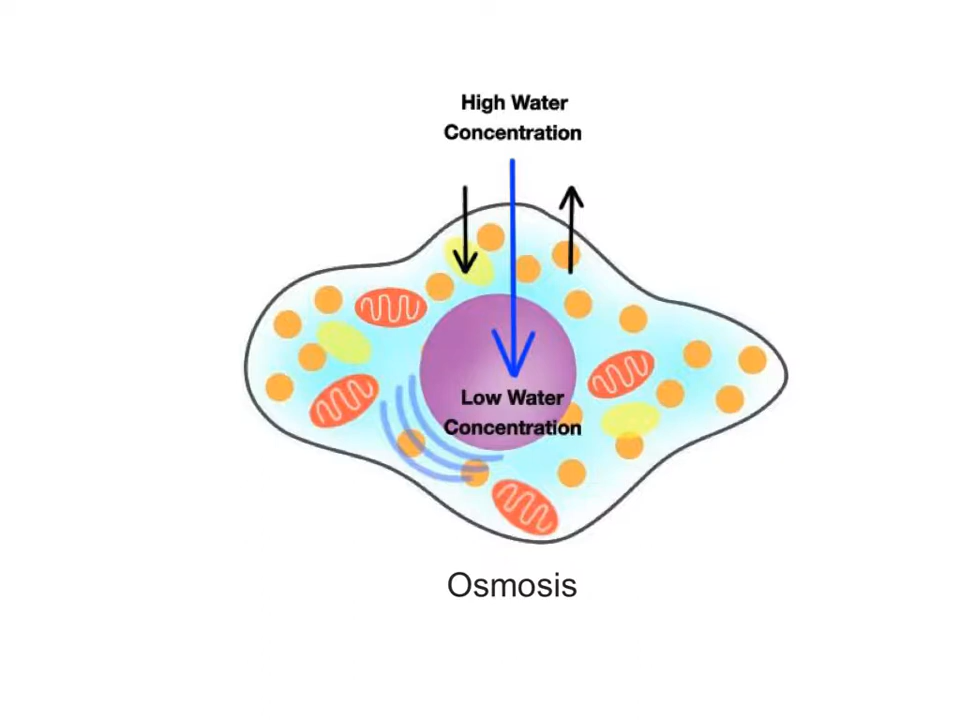 High Water
Concentration
Low Water
Concentration
Osmosis